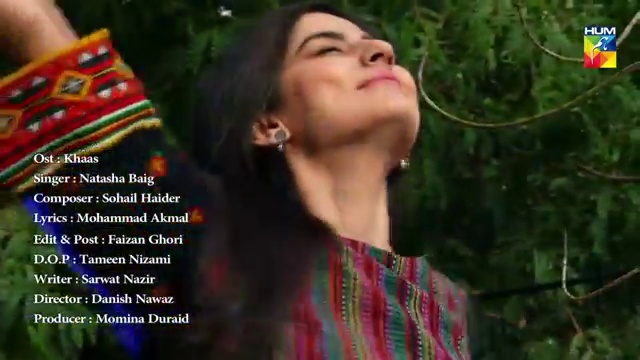 HUM
Ost : Khaas
Singer : Natasha Baig
Composer : Sohail Haider
Lyrics : Mohammad Akmal
Edit & Post : Faizan Ghori
D.O.P : Tameen Nizami
Writer : Sarwat Nazir
Director : Danish Nawaz
Producer : Momina Duraid